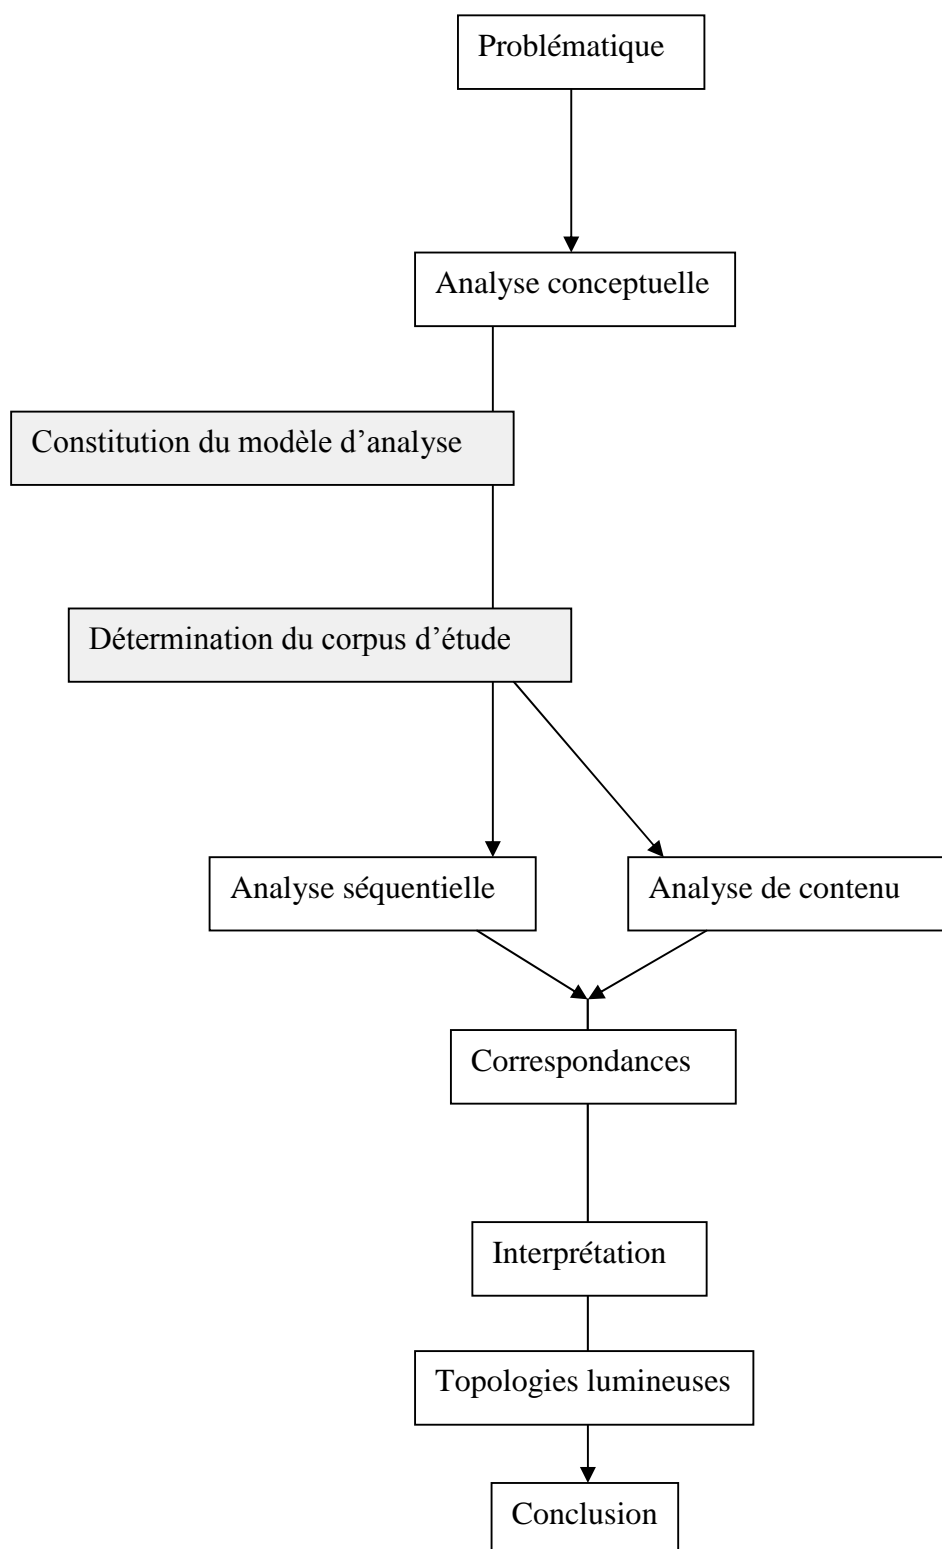 Problématique
Analyse conceptuelle
Constitution du modèle d’analyse
Détermination du corpus d’étude
Analyse séquentielle
Analyse de contenu
Correspondances
Interprétation
Topologies lumineuses
Conclusion